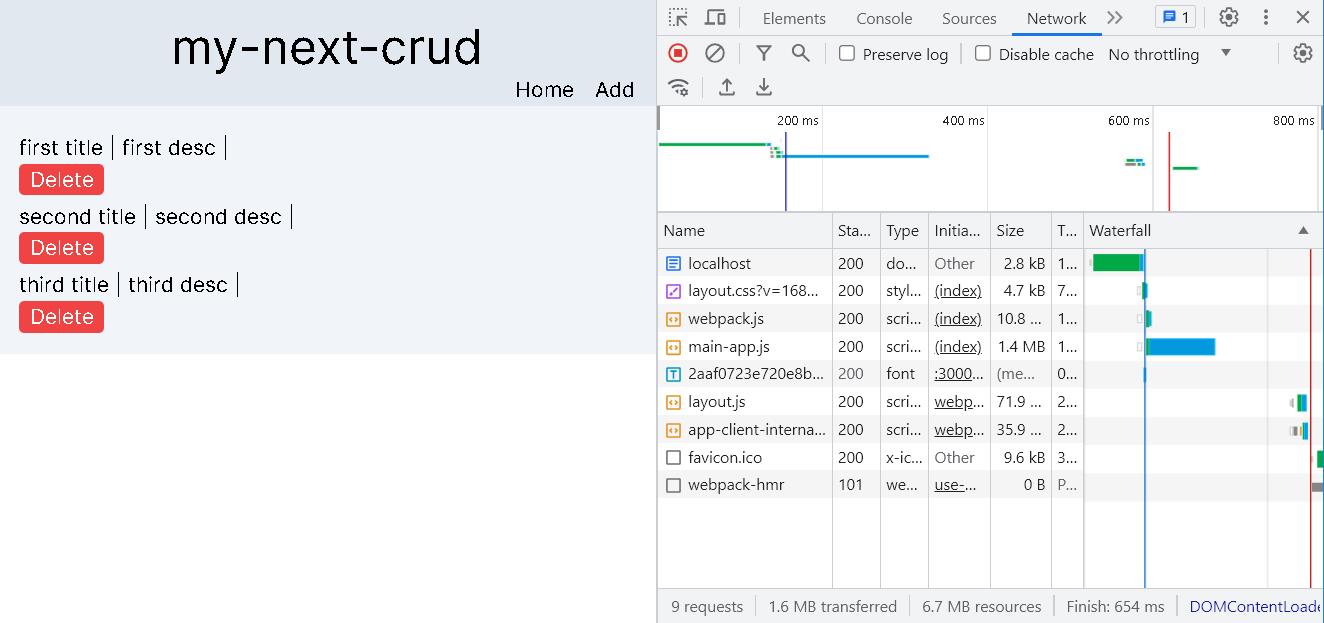 my-next-crud
Home Add
first title | first desc |
Delete
second title | second desc |
Delete
third title | third desc |
Delete
Elements Console Sources Network 1
Preserve log Disable cache No throttling
200 ms 400 ms 600 ms 800 ms
Name Sta... Type Initia... Size T... Waterfall
localhost 200 do... Other 2.8 kB 1...
layout.css?v=168... 200 styl... (index) 4.7 kB 7...
webpack.js 200 scri... (index) 10.8 ... 1...
main-app.js 200 scri... (index) 1.4 MB 1...
2aaf0723e720e8b... 200 font :3000... (me... 0...
layout.js 200 scri... webp... 71.9 ... 2...
app-client-interna... 200 scri... webp... 35.9 ... 2...
favicon.ico 200 x-ic... Other 9.6 kB 3...
webpack-hmr 101 we... use-... 0 B P...
9 requests 1.6 MB transferred 6.7 MB resources Finish: 654 ms DOMContentLoade